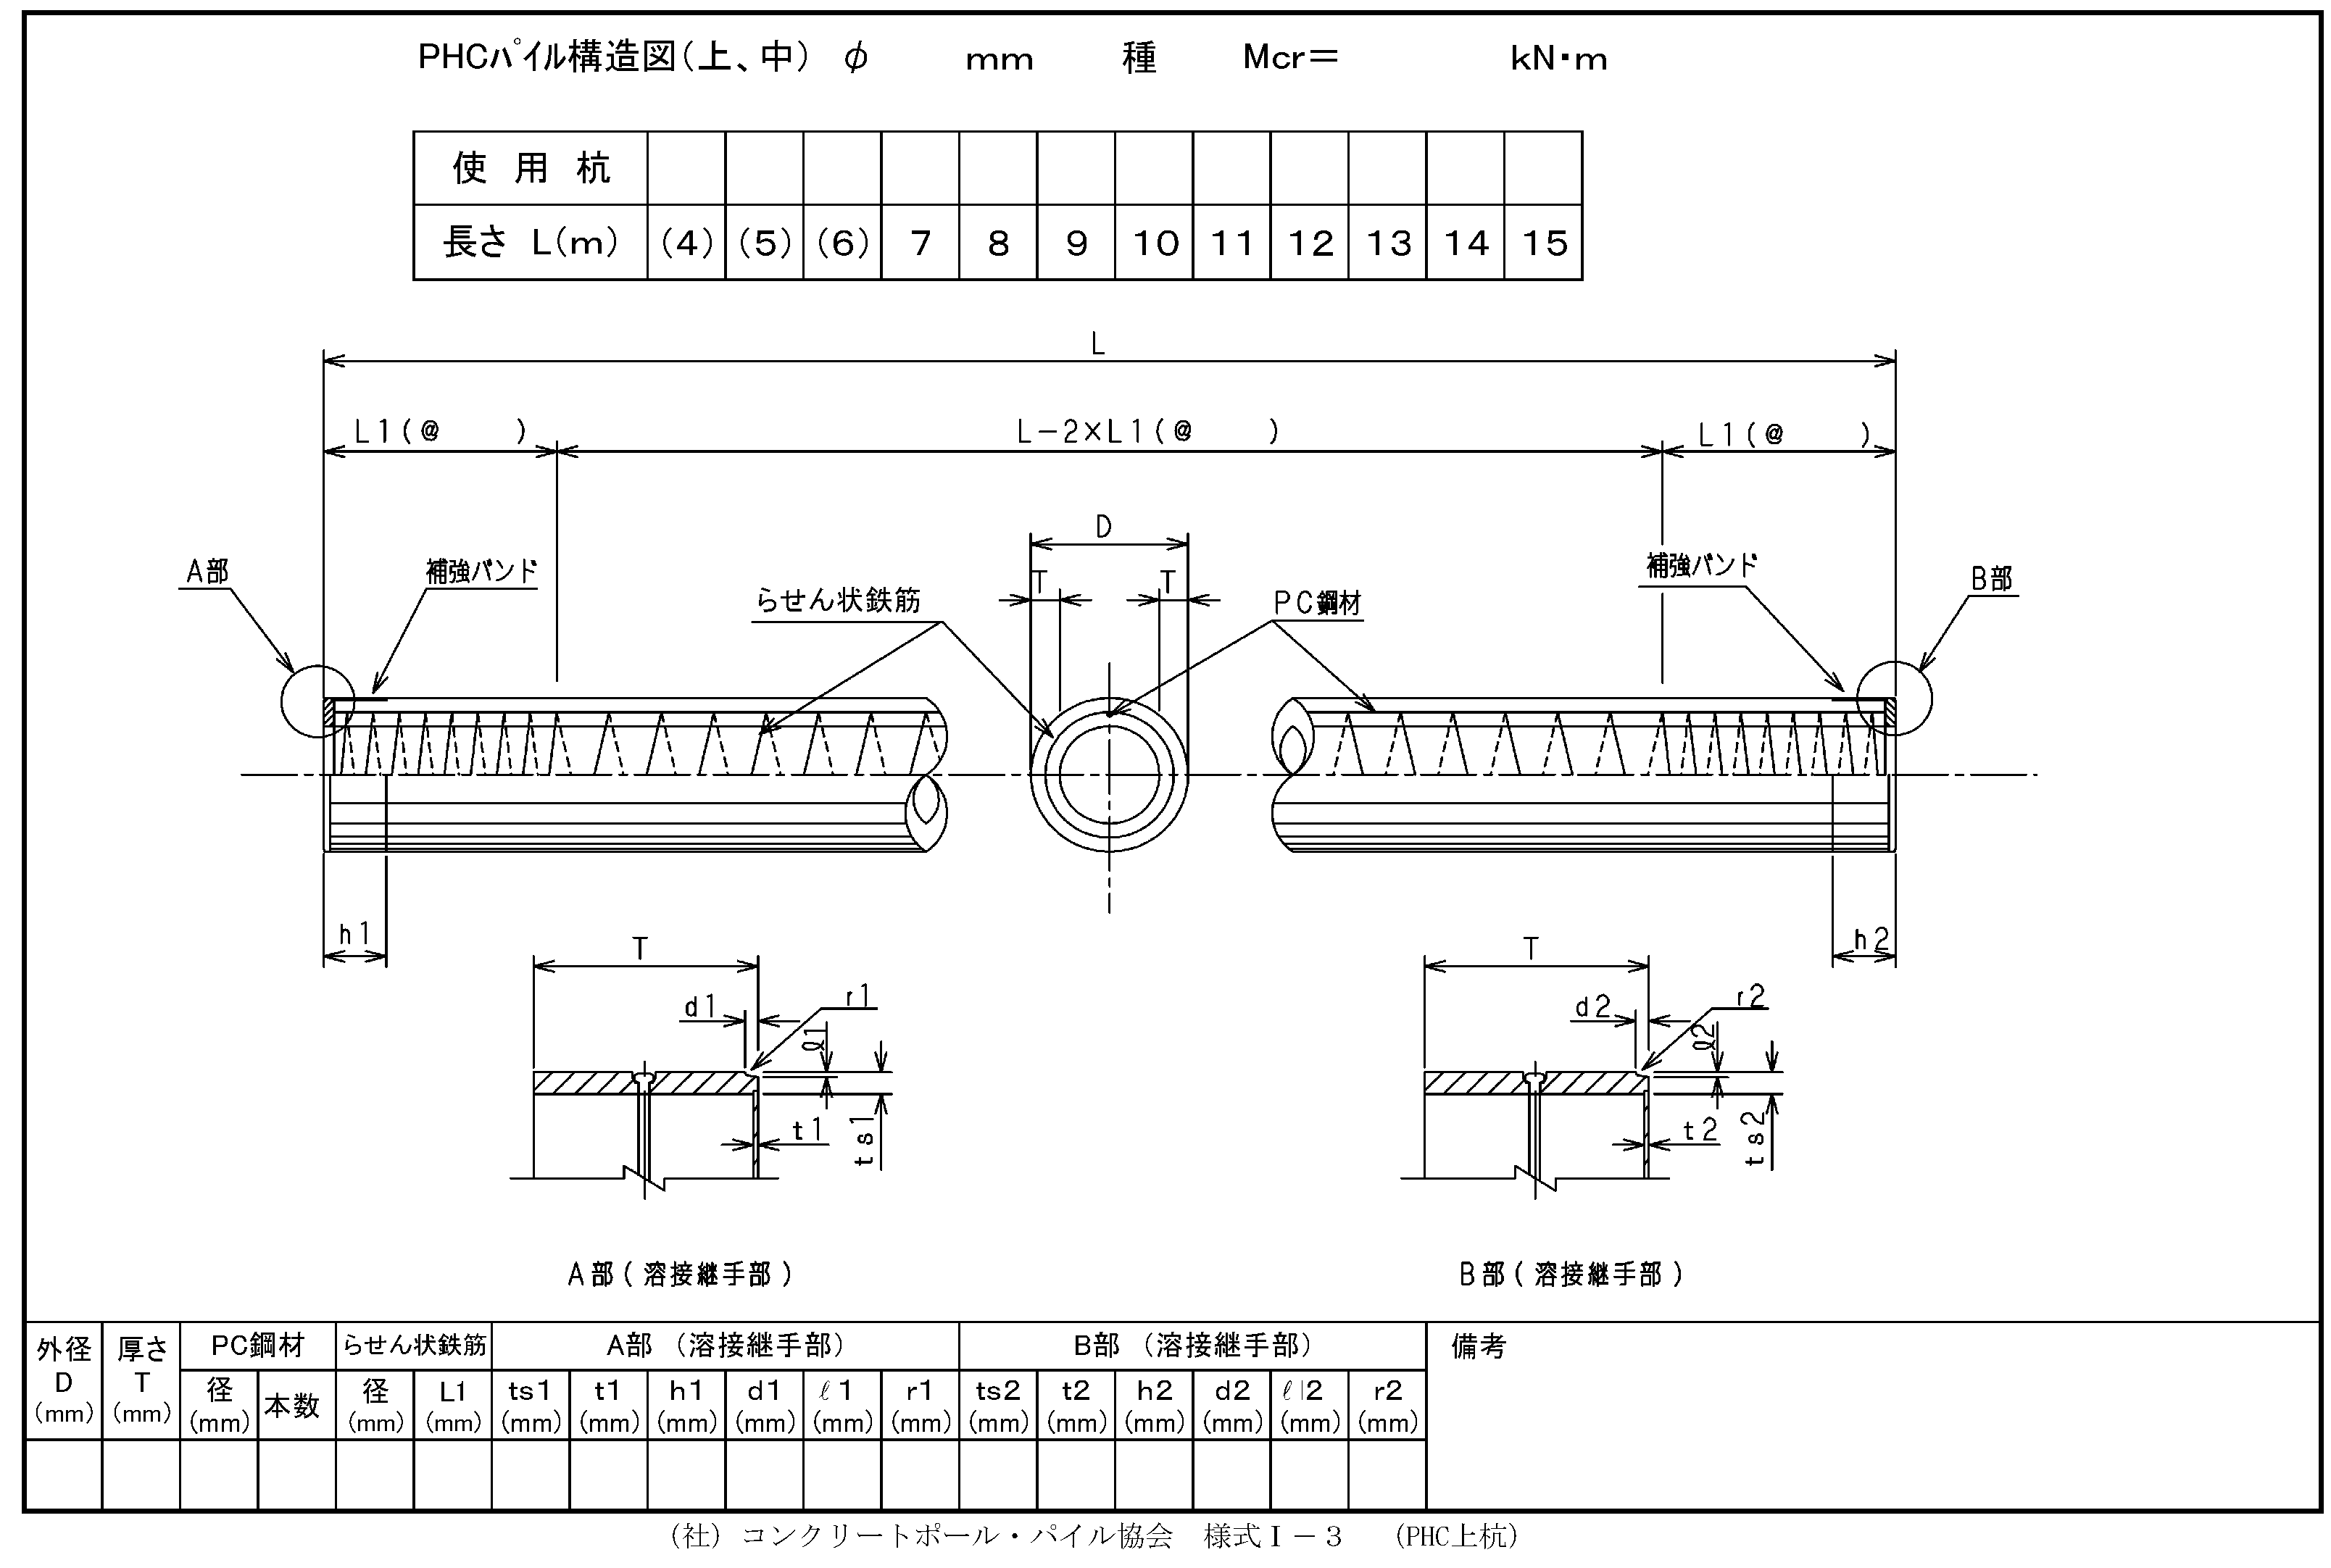 PHCパイル構造図(上、中) φ mm 種 Mcr= kN・m
使 用 杭
長さ L(m) (4) (5) (6) 7 8 9 10 11 12 13 14 15
L
L1(@ ) L-2×L1(@ ) L1(@ )
D
A部 補強バンド らせん状鉄筋 T T PC鋼材 補強バンド B部
h1 h2
T T
d1 r1 d2 r2
ℓ1 ℓ2
t1 ts1 t2 ts2
A部(溶接継手部) B部(溶接継手部)
外径 厚さ PC鋼材 らせん状鉄筋 A部 (溶接継手部) B部 (溶接継手部) 備考
D T 径 本数 径 L1 ts1 t1 h1 d1 ℓ1 r1 ts2 t2 h2 d2 ℓl2 r2
(mm) (mm) (mm) (mm) (mm) (mm) (mm) (mm) (mm) (mm) (mm) (mm) (mm) (mm) (mm) (mm) (mm)
(社)コンクリートポール・パイル協会 様式Ⅰ-3 (PHC上杭)